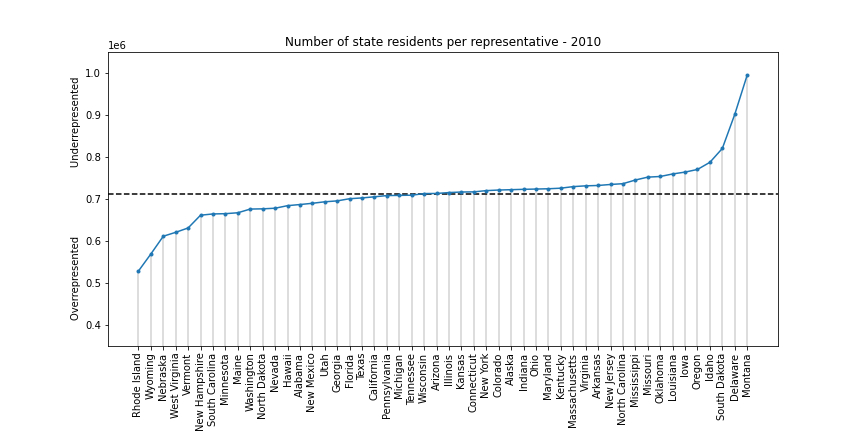 Number of state residents per representative - 2010
1e6
Underrepresented
Overrepresented
1.0
0.9
0.8
0.7
0.6
0.5
0.4
Rhode Island
Wyoming
Nebraska
West Virginia
Vermont
New Hampshire
South Carolina
Minnesota
Maine
Washington
North Dakota
Nevada
Hawaii
Alabama
New Mexico
Utah
Georgia
Florida
Texas
California
Pennsylvania
Michigan
Tennessee
Wisconsin
Arizona
Illinois
Kansas
Connecticut
New York
Colorado
Alaska
Indiana
Ohio
Maryland
Kentucky
Massachusetts
Virginia
Arkansas
New Jersey
North Carolina
Mississippi
Missouri
Oklahoma
Louisiana
Iowa
Oregon
Idaho
South Dakota
Delaware
Montana